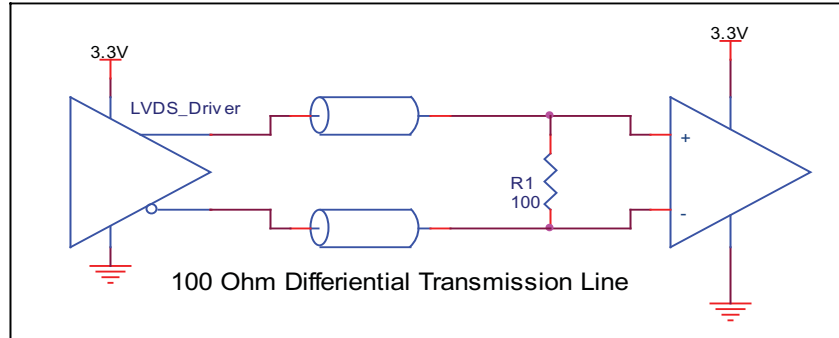 3.3V
3.3V
LVDS_Driver
+
R1
100
-
100 Ohm Differiential Transmission Line